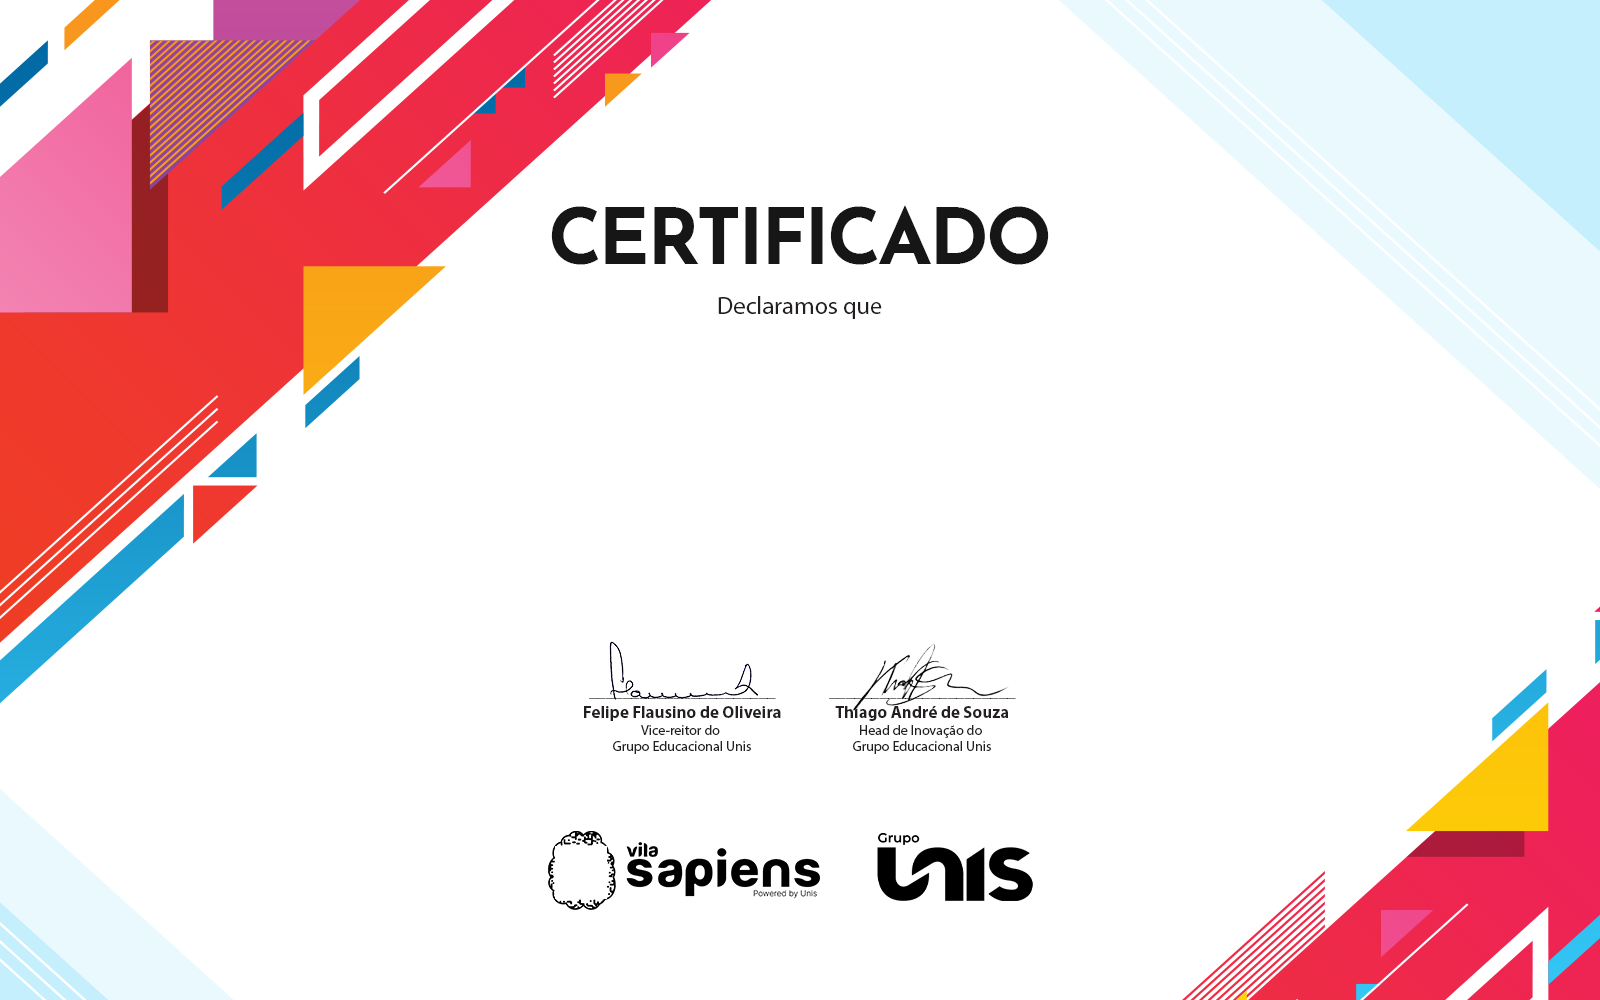 CERTIFICADO
Declaramos que
Felipe Flausino de Oliveira
Vice-reitor do
Grupo Educacional Unis
Thiago André de Souza
Head de Inovação do
Grupo Educacional Unis
vila
sapiens
Powered by Unis
Grupo
UNIS